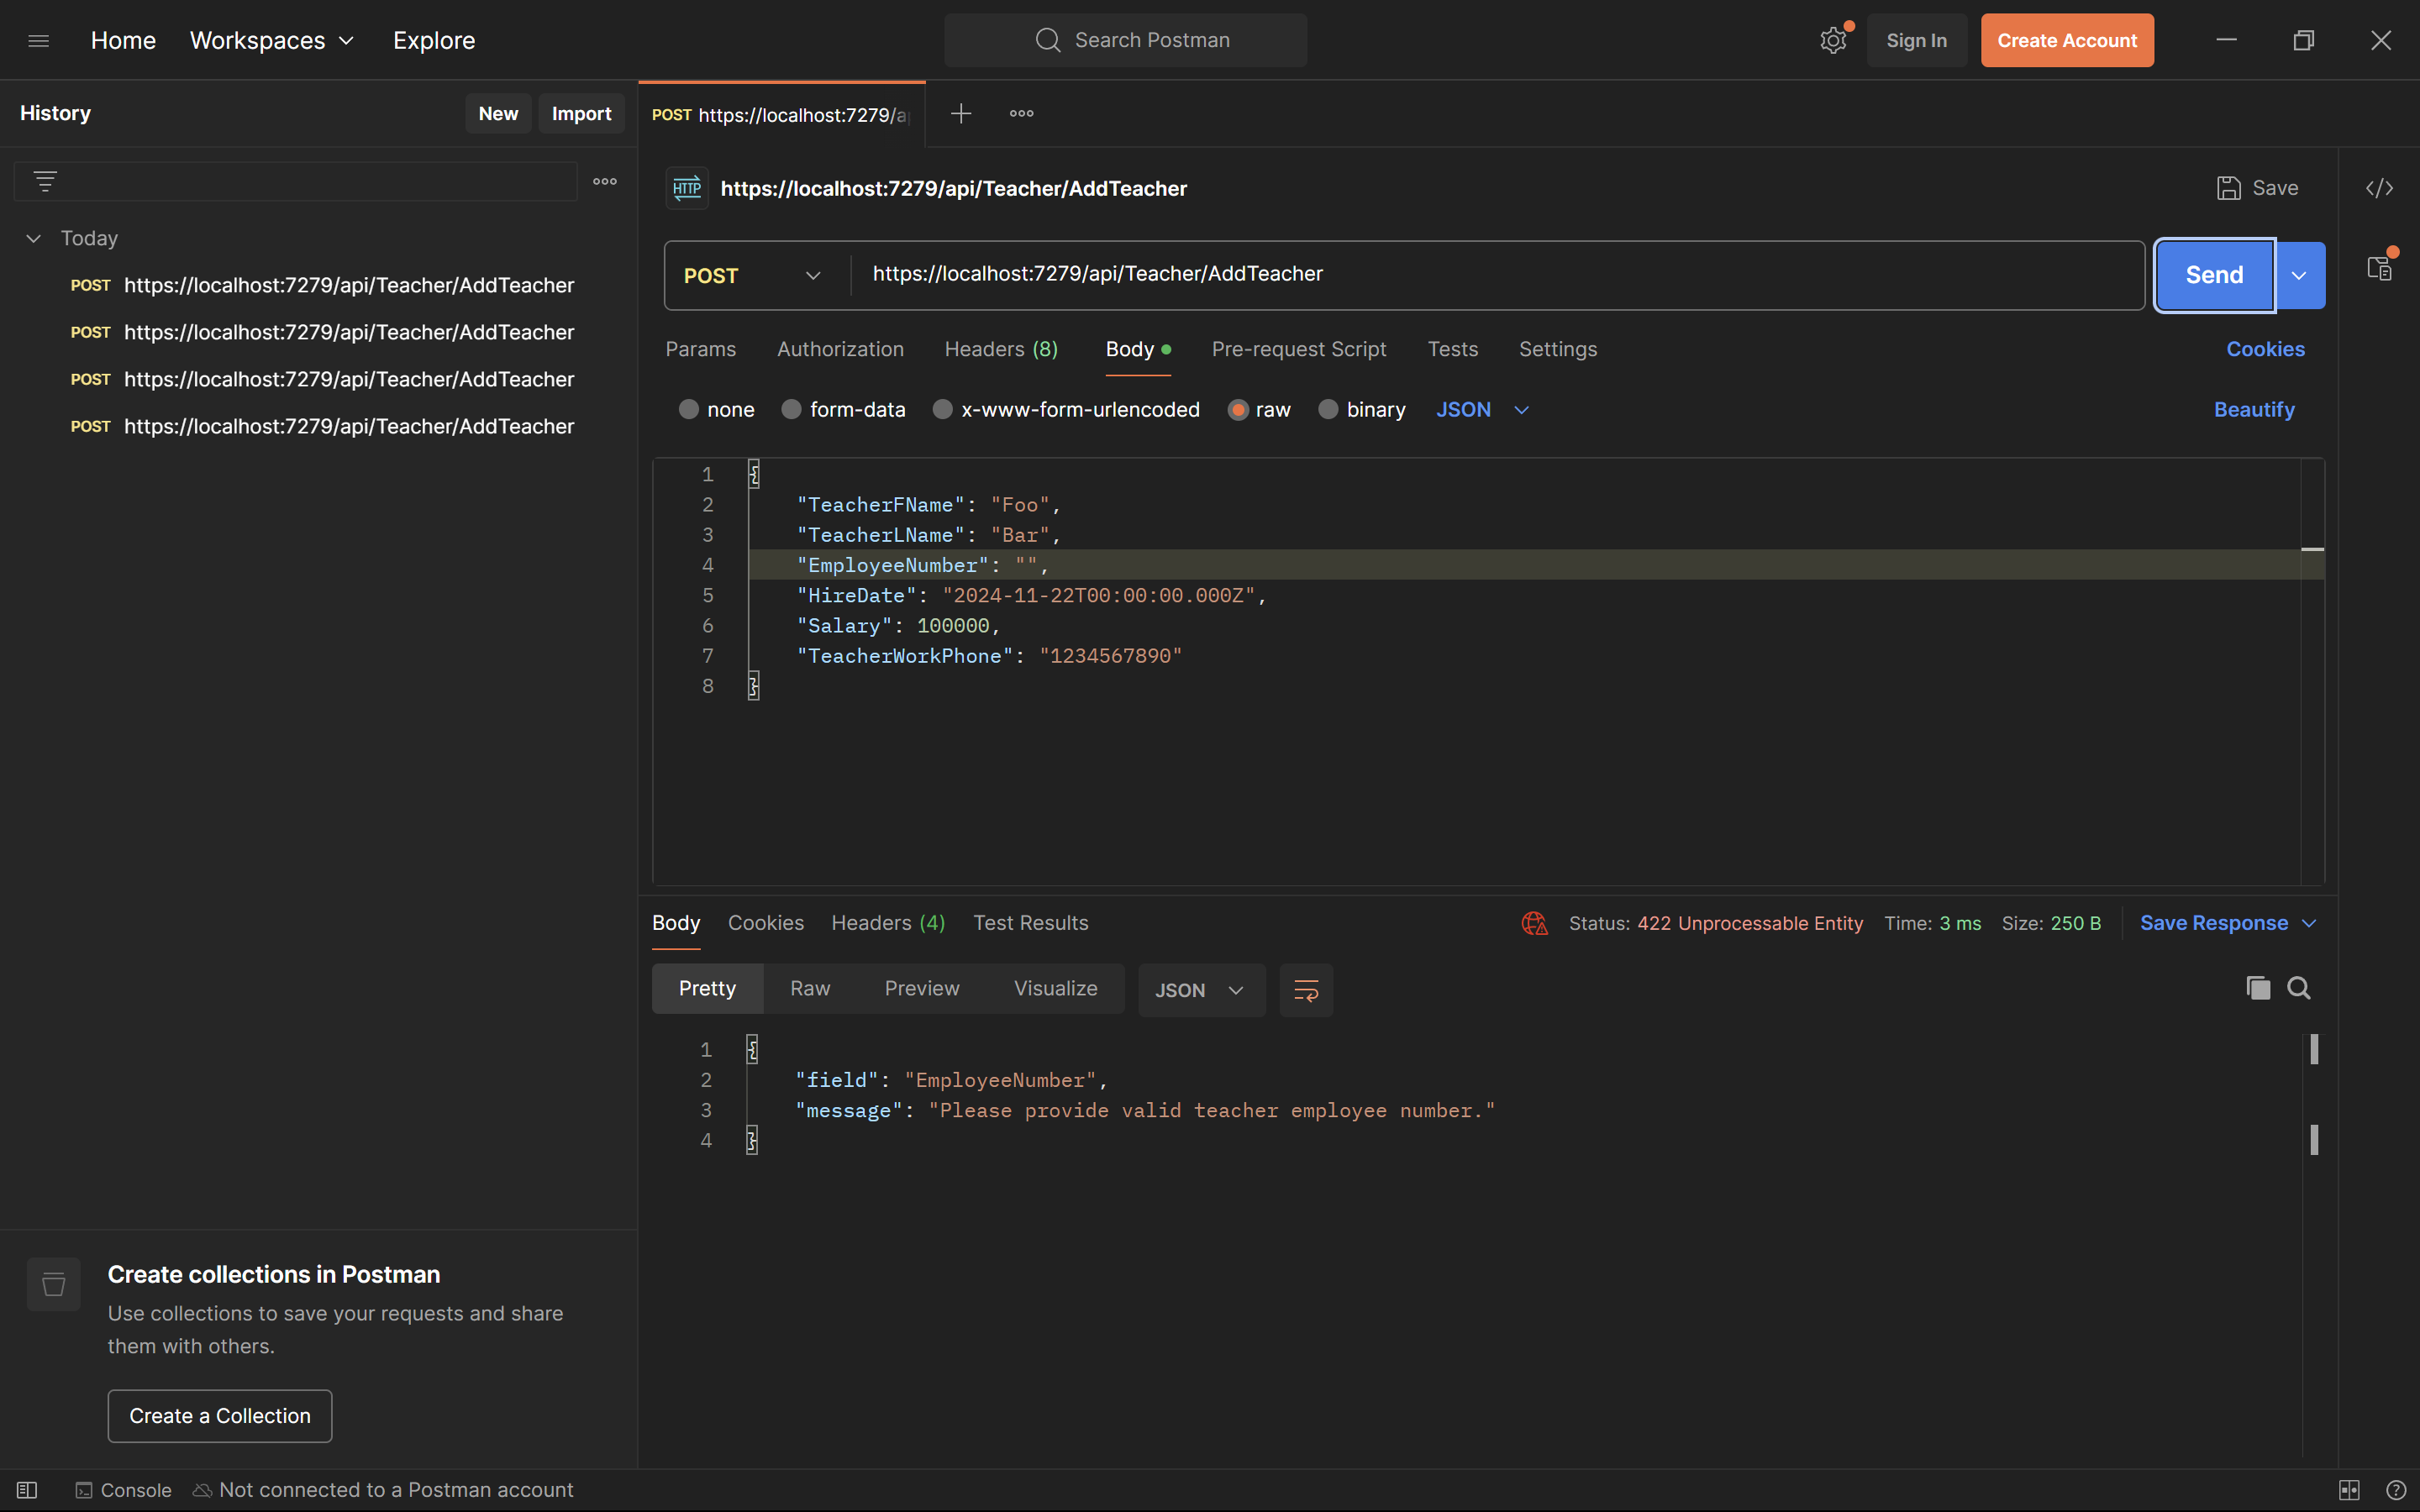 Home Workspaces Explore Search Postman Sign In Create Account
History New Import
POST https://localhost:7279/a
HTTP https://localhost:7279/api/Teacher/AddTeacher Save
Today
POST https://localhost:7279/api/Teacher/AddTeacher
POST https://localhost:7279/api/Teacher/AddTeacher
POST https://localhost:7279/api/Teacher/AddTeacher
POST https://localhost:7279/api/Teacher/AddTeacher
POST https://localhost:7279/api/Teacher/AddTeacher Send
Params Authorization Headers (8) Body Pre-request Script Tests Settings Cookies
none form-data x-www-form-urlencoded raw binary JSON Beautify
1 {
2 "TeacherFName": "Foo",
3 "TeacherLName": "Bar",
4 "EmployeeNumber": "",
5 "HireDate": "2024-11-22T00:00:00.000Z",
6 "Salary": 100000,
7 "TeacherWorkPhone": "1234567890"
8 }
Body Cookies Headers (4) Test Results Status: 422 Unprocessable Entity Time: 3 ms Size: 250 B Save Response
Pretty Raw Preview Visualize JSON
1 {
2 "field": "EmployeeNumber",
3 "message": "Please provide valid teacher employee number."
4 }
Create collections in Postman
Use collections to save your requests and share
them with others.
Create a Collection
Console Not connected to a Postman account